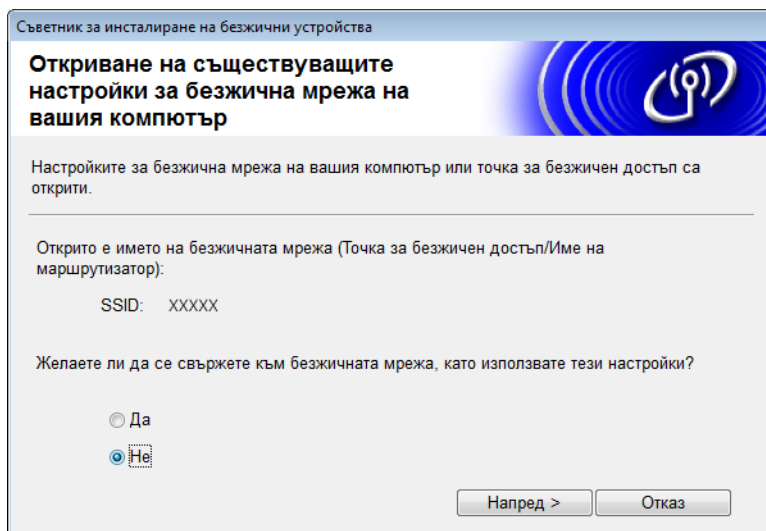 Съветник за инсталиране на безжични устройства
Откриване на съществуващите
настройки за безжична мрежа на
вашия компютър
Настройките за безжична мрежа на вашия компютър или точка за безжичен достъп са
открити.
Открито е името на безжичната мрежа (Точка за безжичен достъп/Име на
маршрутизатор):
SSID: XXXXX
Желаете ли да се свържете към безжичната мрежа, като използвате тези настройки?
Да
Не
Напред >
Отказ